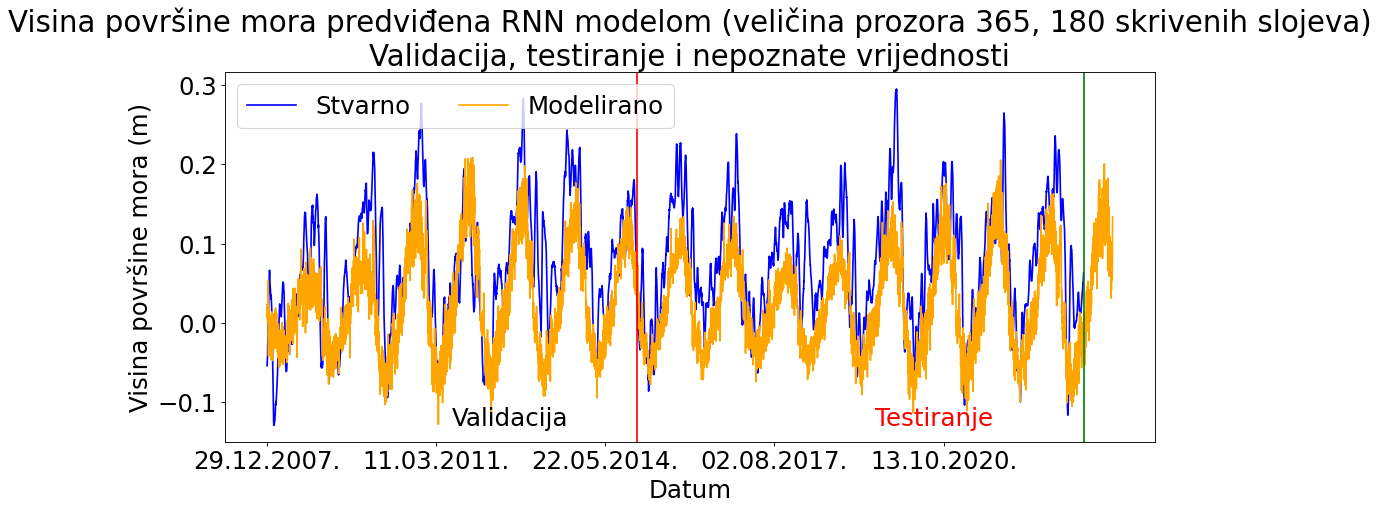 Visina površine mora predviđena RNN modelom (veličina prozora 365, 180 skrivenih slojeva)
Validacija, testiranje i nepoznate vrijednosti
Stvarno Modelirano
Visina površine mora (m)
0.3
0.2
0.1
0.0
−0.1
Validacija Testiranje
29.12.2007. 11.03.2011. 22.05.2014. 02.08.2017. 13.10.2020.
Datum